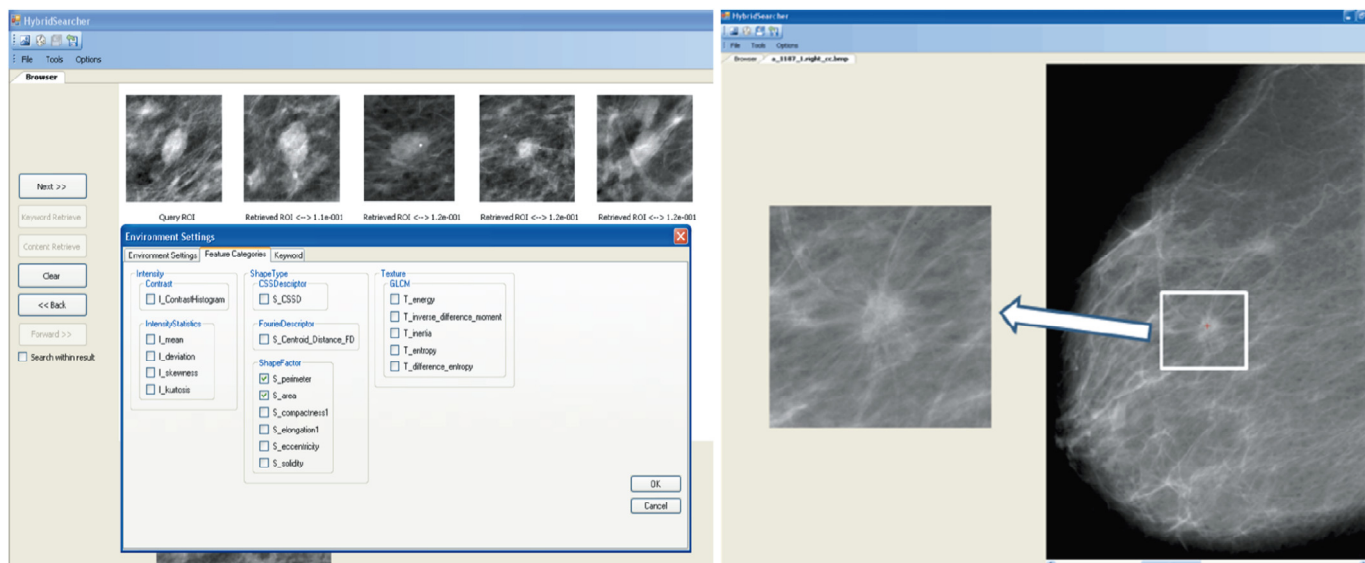 HybridSearcher
File Tools Options
Browser
Next >>
Keyword Retrieve
Content Retrieve
Clear
<< Back
Forward >>
Search within result
Query ROI
Retrieved ROI <--> 1.1e-001
Retrieved ROI <--> 1.2e-001
Retrieved ROI <--> 1.2e-001
Retrieved ROI <--> 1.2e-001
Environment Settings
Environment Settings Feature Categories Keyword
Intensity
Contrast
I_ContrastHistogram
IntensityStatistics
I_mean
I_deviation
I_skewness
I_kurtosis
ShapeType
CSSDescriptor
S_CSSD
FourierDescriptor
S_Centroid_Distance_FD
ShapeFactor
S_perimeter
S_area
S_compactness1
S_elongation1
S_eccentricity
S_solidity
Texture
GLCM
T_energy
T_inverse_difference_moment
T_inertia
T_entropy
T_difference_entropy
OK
Cancel
HybridSearcher
File Tools Options
Browser a_1187_1.right_cc.bmp